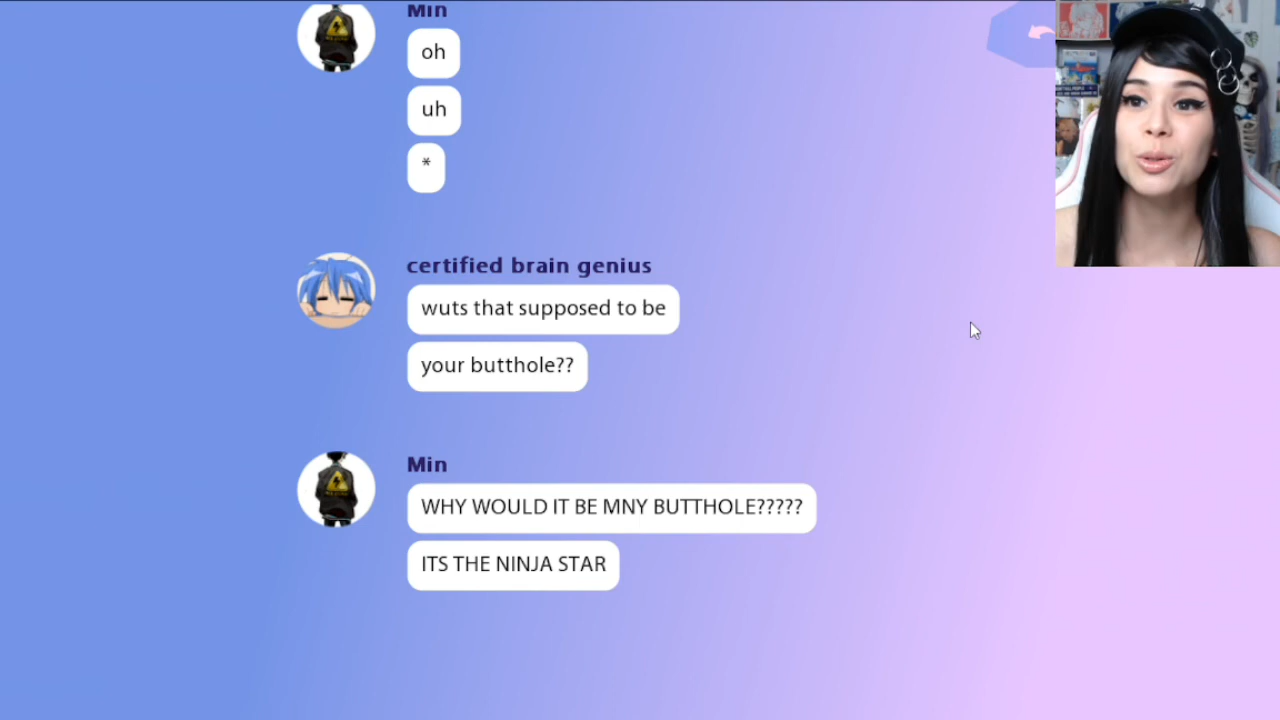 Min
oh
uh
*
certified brain genius
wuts that supposed to be
your butthole??
Min
WHY WOULD IT BE MNY BUTTHOLE?????
ITS THE NINJA STAR